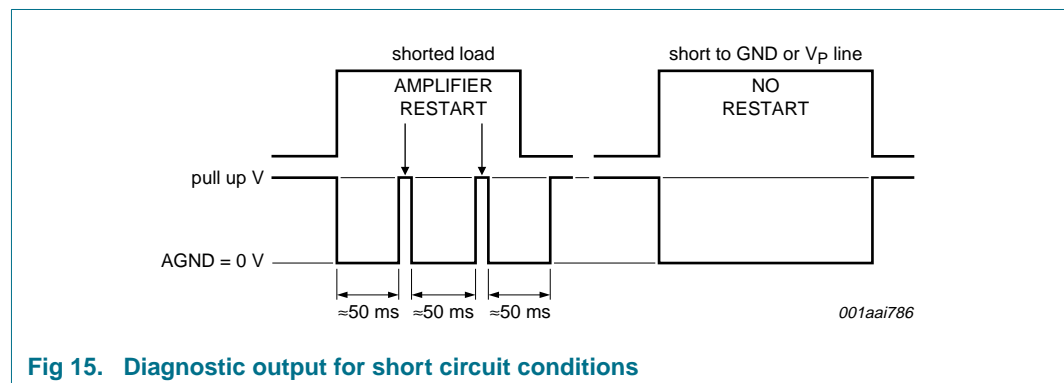 shorted load
AMPLIFIER
RESTART
short to GND or VP line
NO
RESTART
pull up V
AGND = 0 V
≈50 ms ≈50 ms ≈50 ms
001aai786
Fig 15. Diagnostic output for short circuit conditions